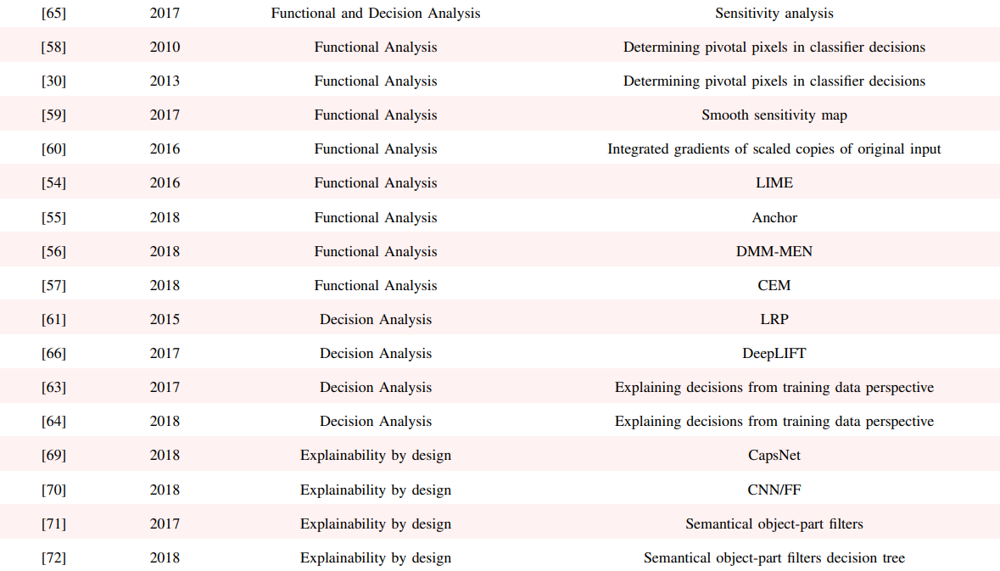 [65] 2017 Functional and Decision Analysis Sensitivity analysis
[58] 2010 Functional Analysis Determining pivotal pixels in classifier decisions
[30] 2013 Functional Analysis Determining pivotal pixels in classifier decisions
[59] 2017 Functional Analysis Smooth sensitivity map
[60] 2016 Functional Analysis Integrated gradients of scaled copies of original input
[54] 2016 Functional Analysis LIME
[55] 2018 Functional Analysis Anchor
[56] 2018 Functional Analysis DMM-MEN
[57] 2018 Functional Analysis CEM
[61] 2015 Decision Analysis LRP
[66] 2017 Decision Analysis DeepLIFT
[63] 2017 Decision Analysis Explaining decisions from training data perspective
[64] 2018 Decision Analysis Explaining decisions from training data perspective
[69] 2018 Explainability by design CapsNet
[70] 2018 Explainability by design CNN/FF
[71] 2017 Explainability by design Semantical object-part filters
[72] 2018 Explainability by design Semantical object-part filters decision tree